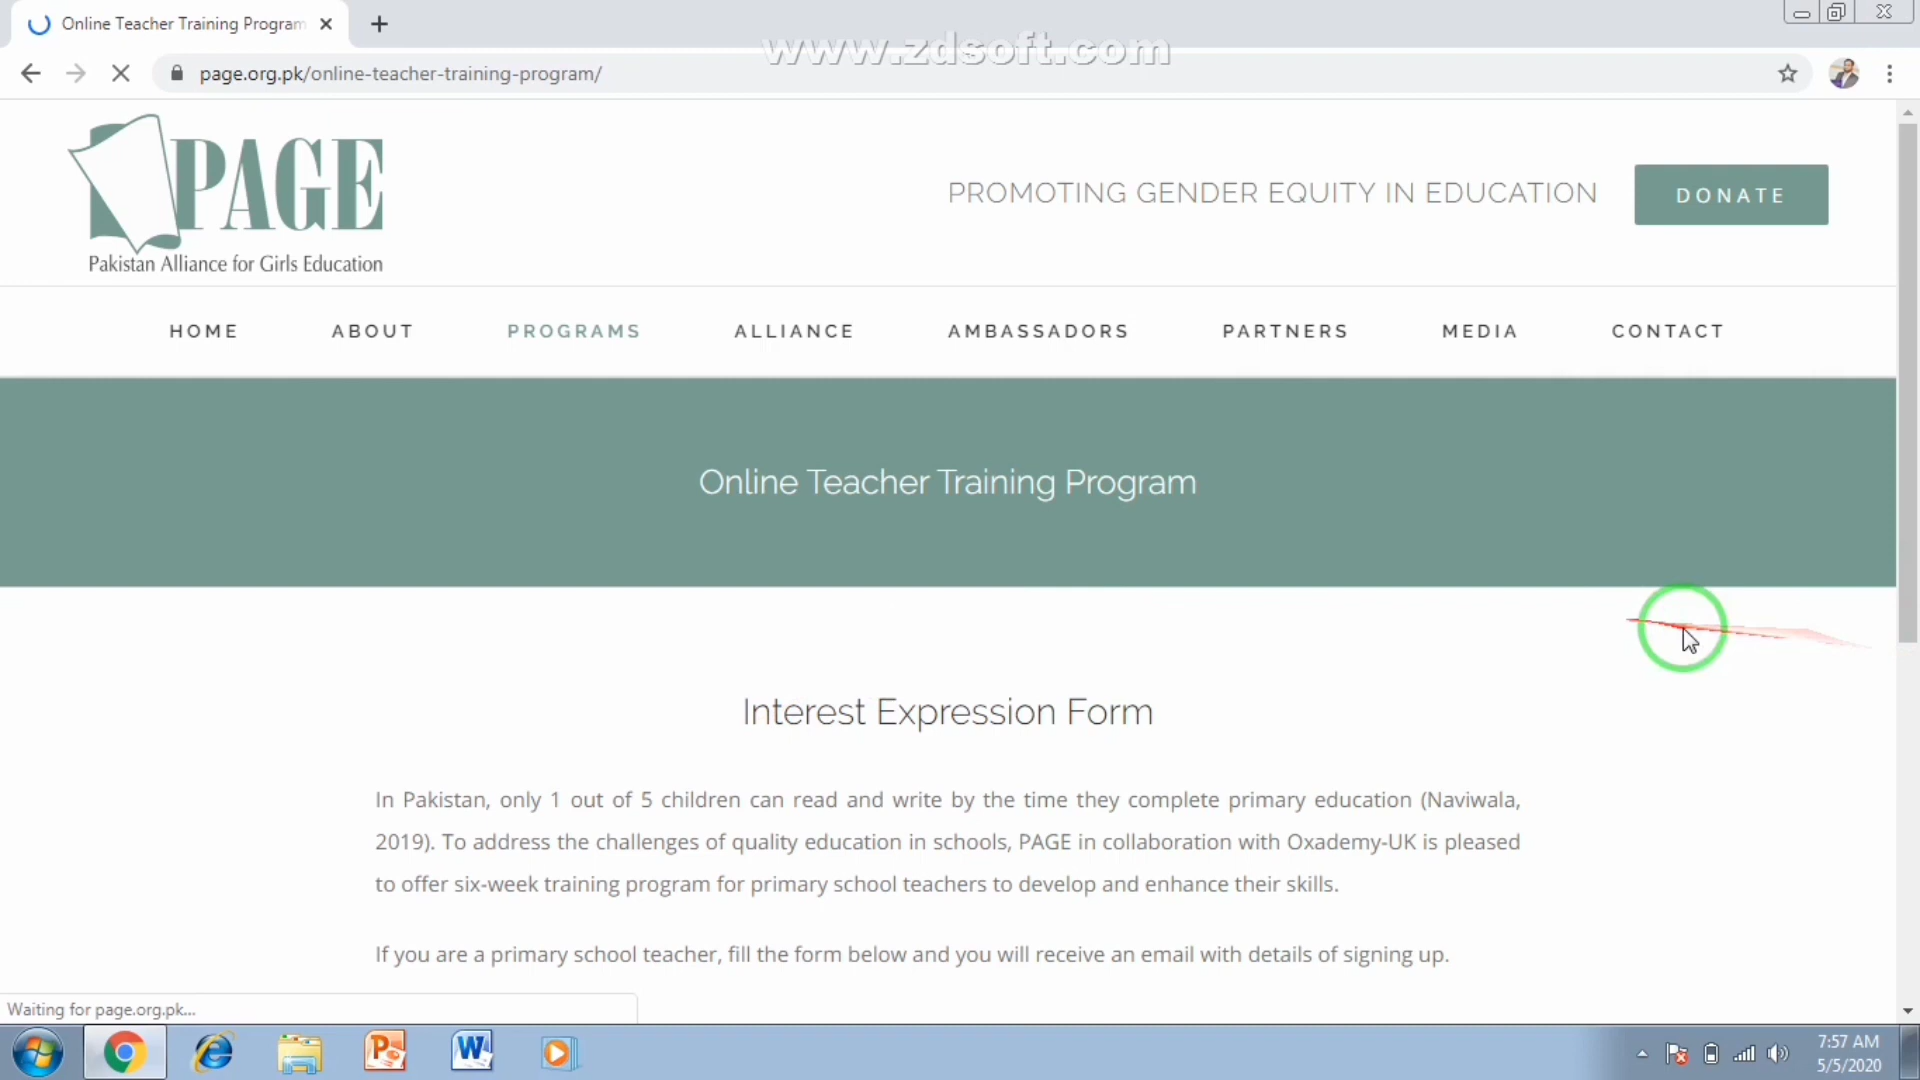 Online Teacher Training Program
www.zdsoft.com
page.org.pk/online-teacher-training-program/
PAGE
Pakistan Alliance for Girls Education
PROMOTING GENDER EQUITY IN EDUCATION
DONATE
HOME ABOUT PROGRAMS ALLIANCE AMBASSADORS PARTNERS MEDIA CONTACT
Online Teacher Training Program
Interest Expression Form
In Pakistan, only 1 out of 5 children can read and write by the time they complete primary education (Naviwala,
2019). To address the challenges of quality education in schools, PAGE in collaboration with Oxademy-UK is pleased
to offer six-week training program for primary school teachers to develop and enhance their skills.
If you are a primary school teacher, fill the form below and you will receive an email with details of signing up.
Waiting for page.org.pk...
7:57 AM
5/5/2020